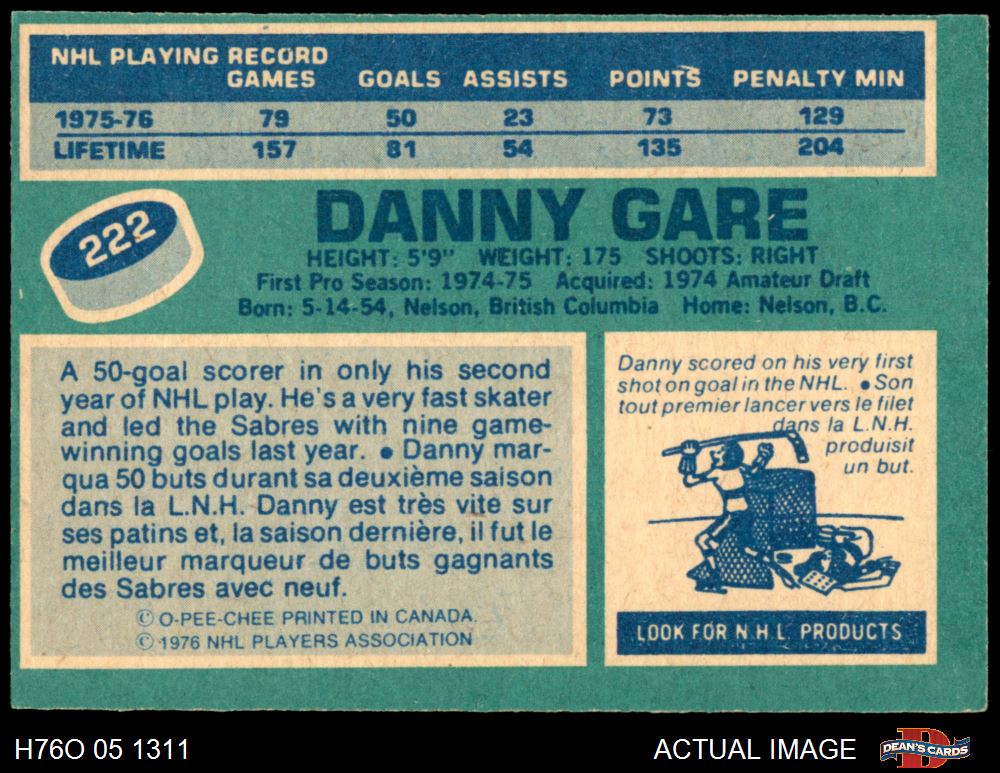 NHL PLAYING RECORD
GAMES GOALS ASSISTS POINTS PENALTY MIN
1975-76 79 50 23 73 129
LIFETIME 157 81 54 135 204
222
DANNY GARE
HEIGHT: 5'9" WEIGHT: 175 SHOOTS: RIGHT
First Pro Season: 1974-75 Acquired: 1974 Amateur Draft
Born: 5-14-54, Nelson, British Columbia Home: Nelson, B.C.
A 50-goal scorer in only his second
year of NHL play. He's a very fast skater
and led the Sabres with nine game-
winning goals last year. ● Danny mar-
qua 50 buts durant sa deuxième saison
dans la L.N.H. Danny est très vite sur
ses patins et, la saison dernière, il fut le
meilleur marqueur de buts gagnants
des Sabres avec neuf.
© O-PEE-CHEE PRINTED IN CANADA.
© 1976 NHL PLAYERS ASSOCIATION
Danny scored on his very first
shot on goal in the NHL. ● Son
tout premier lancer vers le filet
dans la L.N.H.
produisit
un but.
LOOK FOR N.H.L. PRODUCTS
H76O 05 1311
ACTUAL IMAGE
DEAN'S CARDS